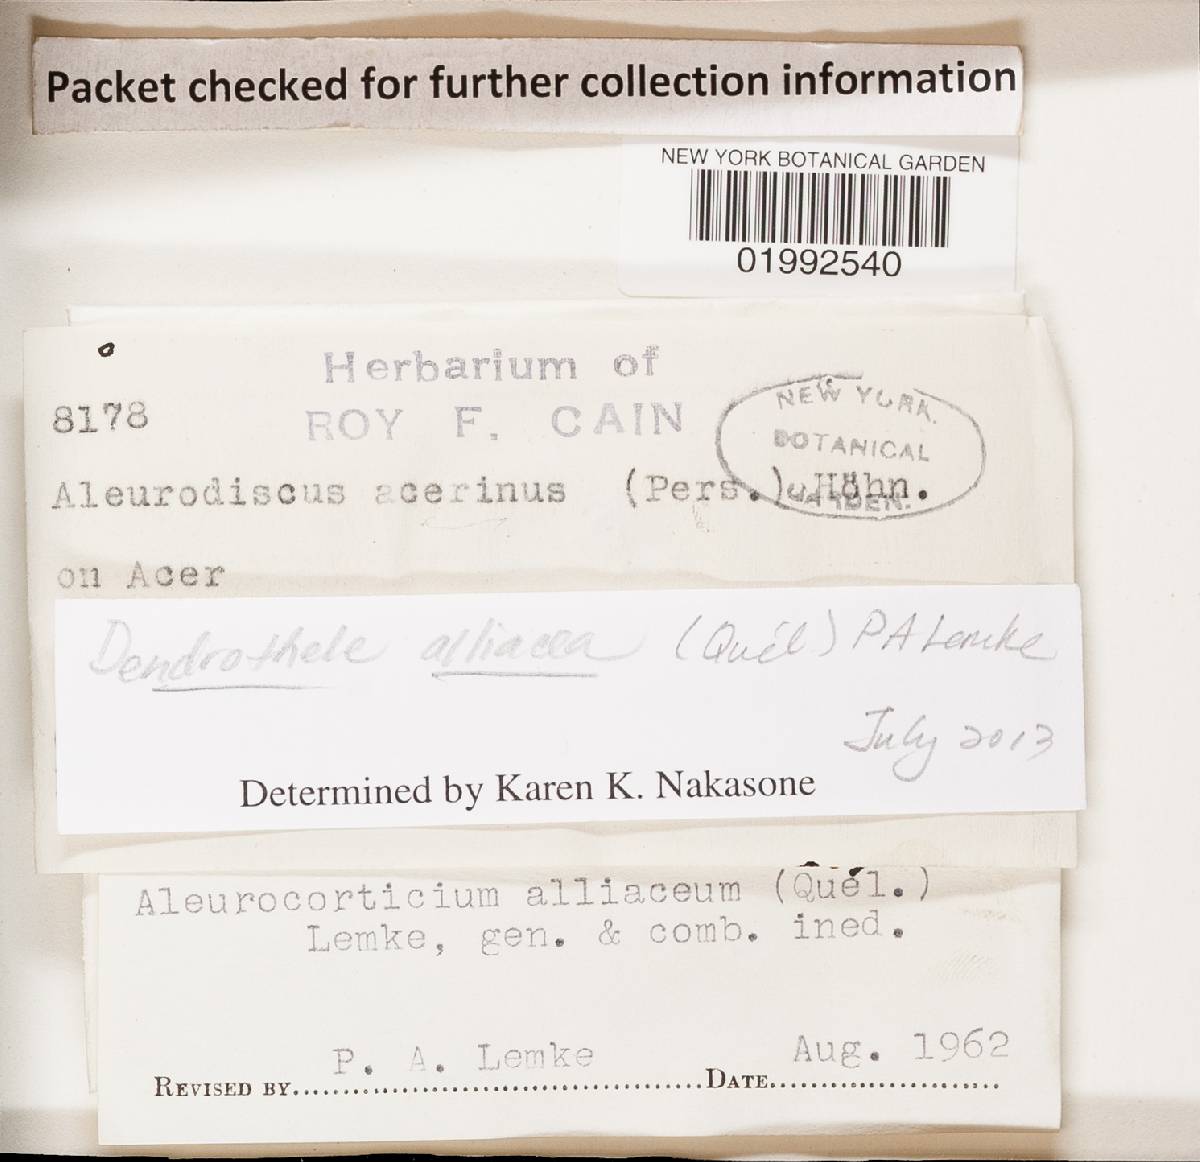 Packet checked for further collection information
NEW YORK BOTANICAL GARDEN
01992540
Herbarium of
8178
ROY F. CAIN
NEW YORK
BOTANICAL
GARDEN.
Aleurodiscus acerinus (Pers.) Höhn.
on Acer
Dendrothele alliacea (Quél) P A Lemke
July 2013
Determined by Karen K. Nakasone
Aleurocorticium alliaceum (Quél.)
Lemke, gen. & comb. ined.
P. A. Lemke Aug. 1962
REVISED BY DATE